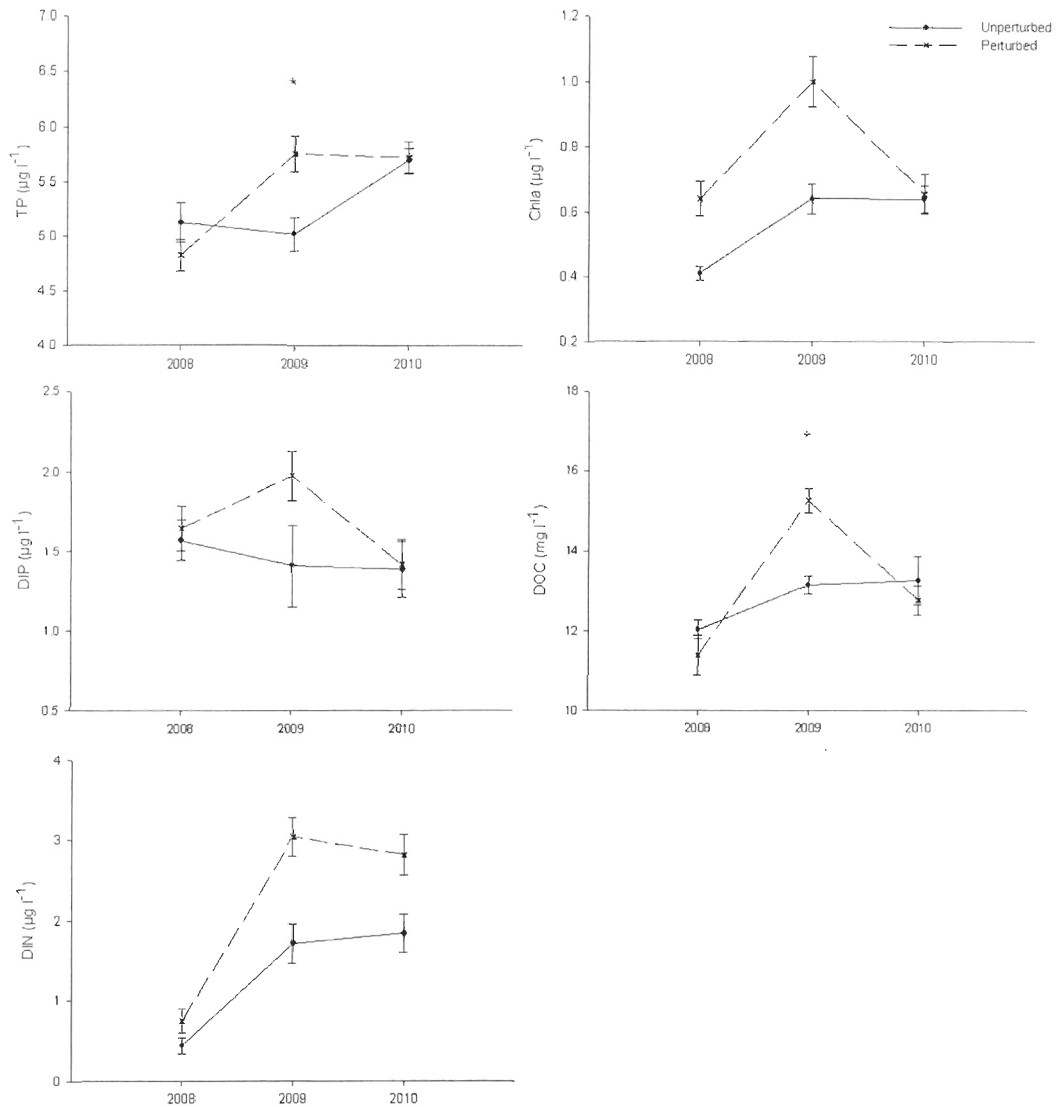 TP (µg l⁻¹)
7.0
6.5
6.0
5.5
5.0
4.5
4.0
*
2008 2009 2010
Chla (µg l⁻¹)
1.2
1.0
0.8
0.6
0.4
0.2
Unperturbed
Perturbed
2008 2009 2010
DIP (µg l⁻¹)
2.5
2.0
1.5
1.0
0.5
2008 2009 2010
DOC (mg l⁻¹)
18
16
14
12
10
*
2008 2009 2010
DIN (µg l⁻¹)
4
3
2
1
0
2008 2009 2010